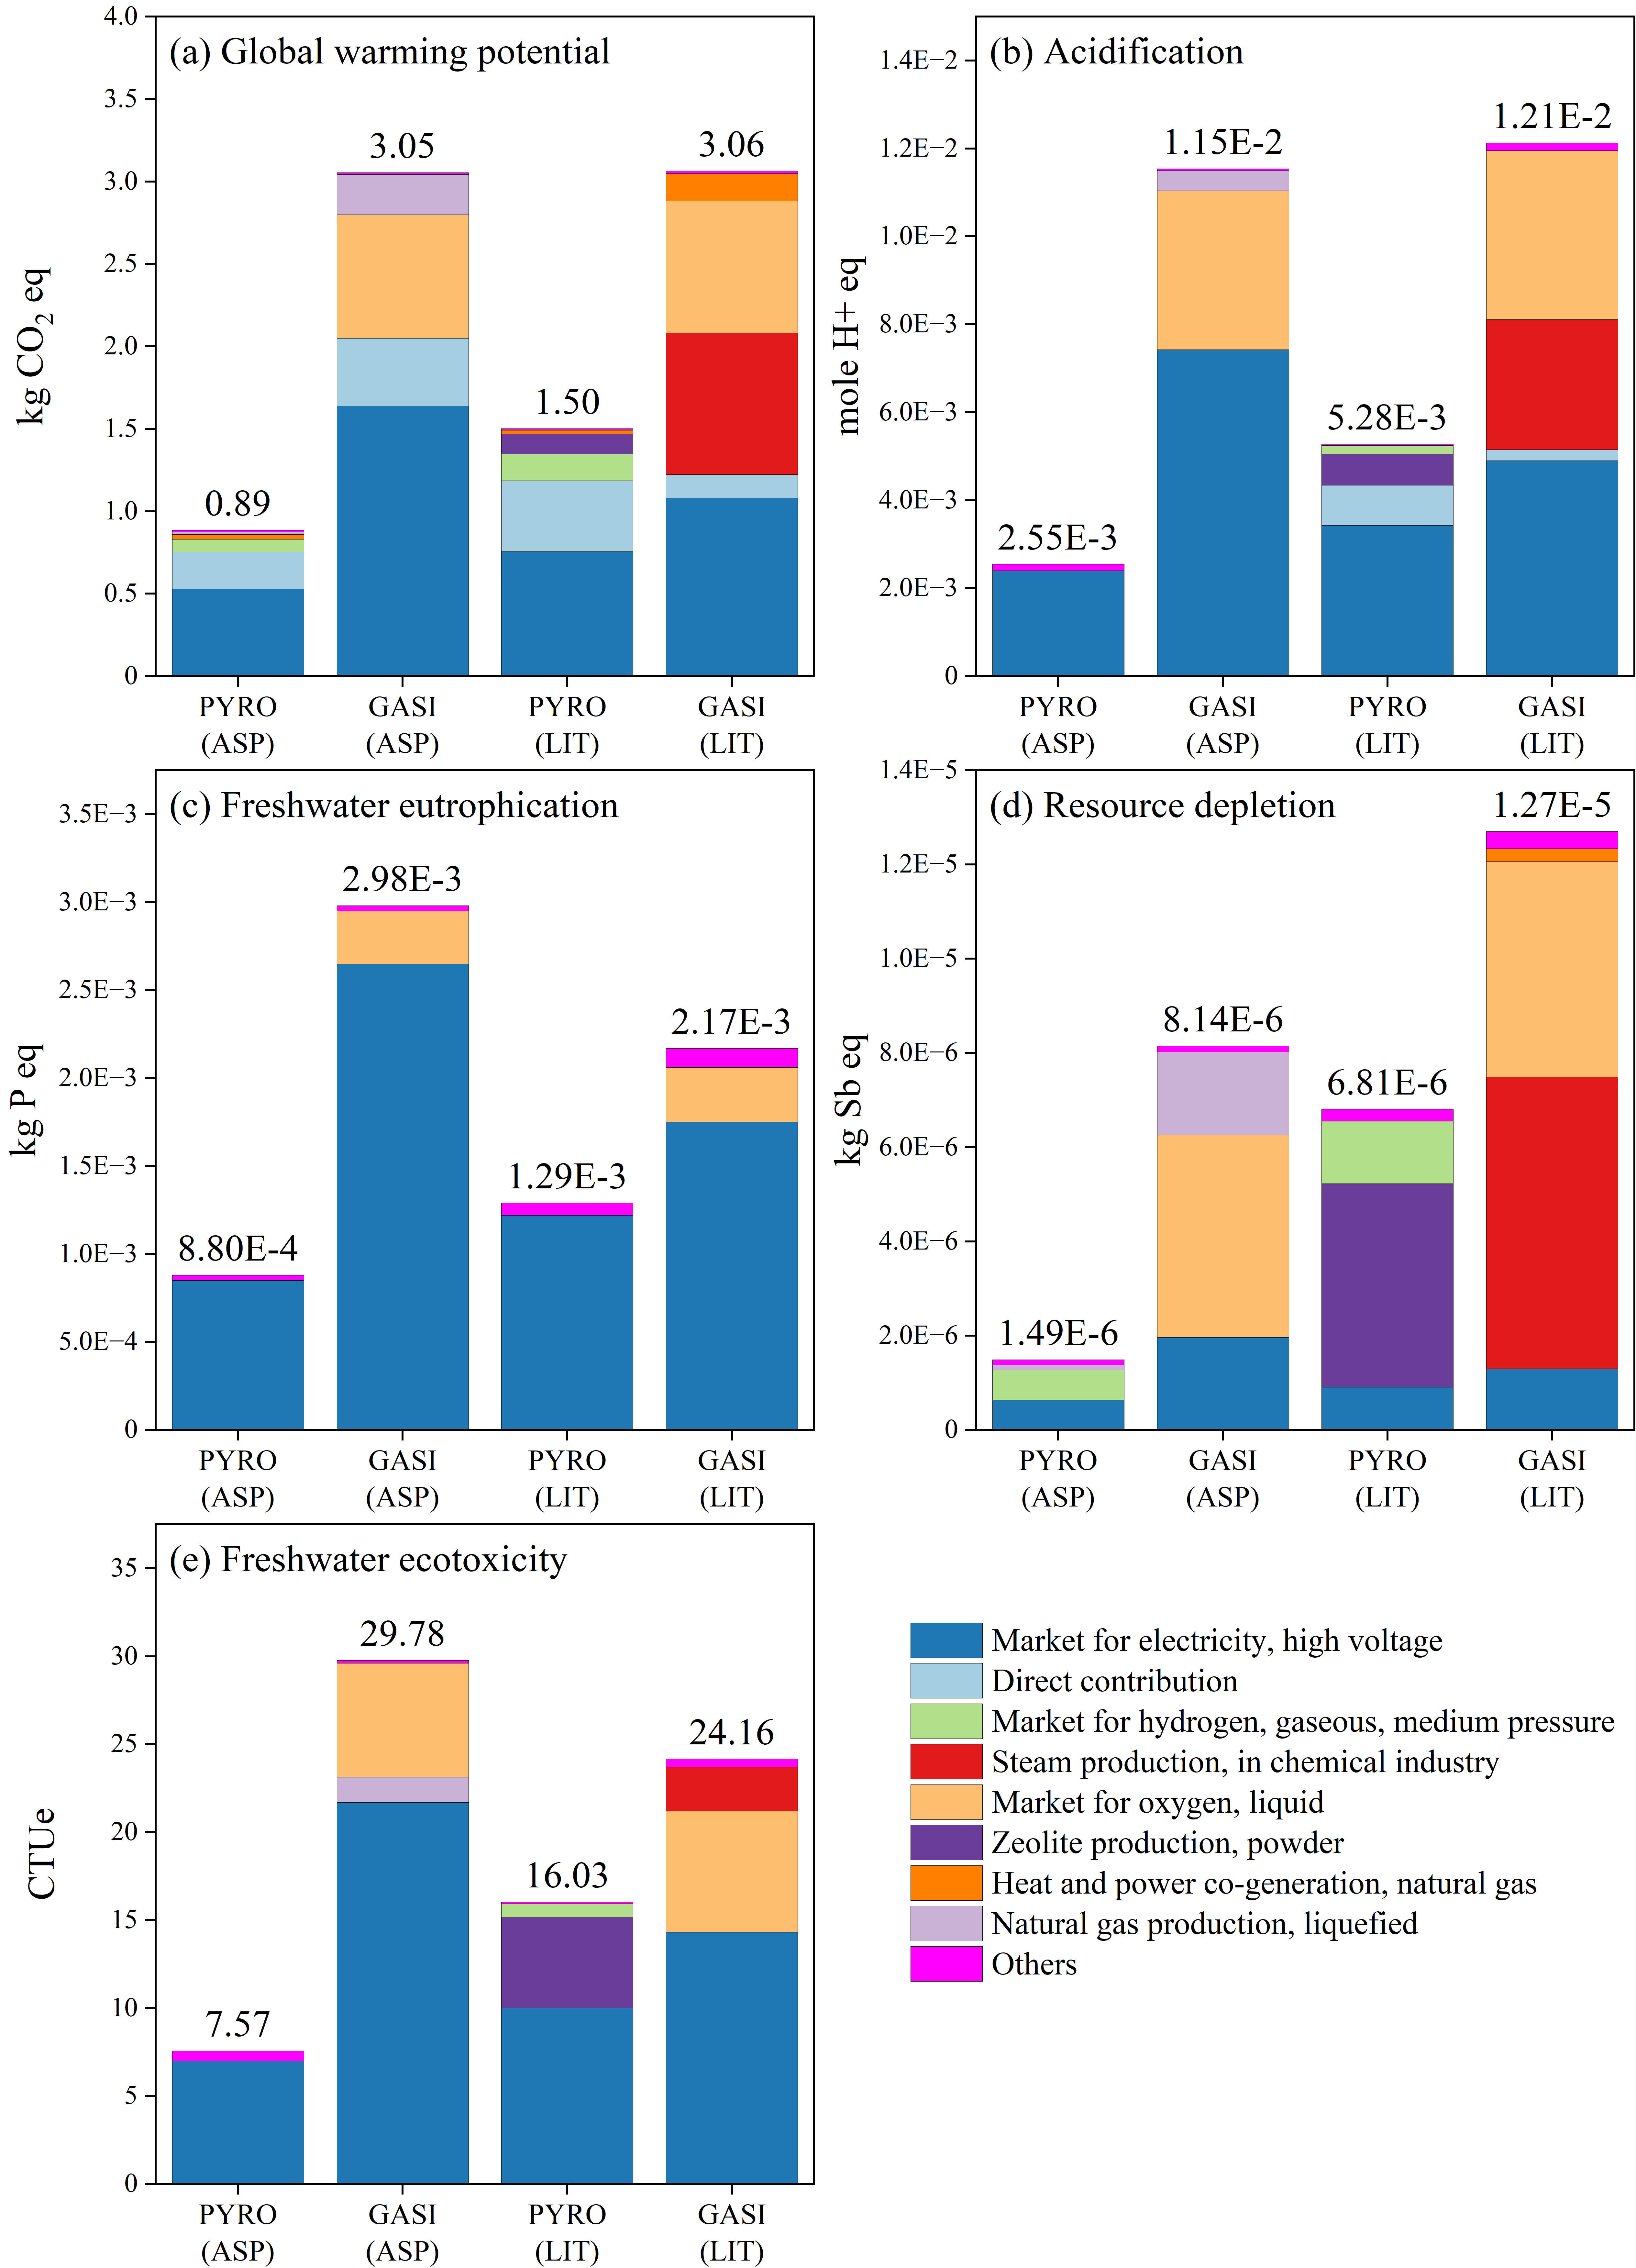 (a) Global warming potential
kg CO₂ eq
4.0
3.5
3.0
2.5
2.0
1.5
1.0
0.5
0
0.89
3.05
1.50
3.06
PYRO
(ASP)
GASI
(ASP)
PYRO
(LIT)
GASI
(LIT)
(b) Acidification
mole H+ eq
1.4E−2
1.2E−2
1.0E−2
8.0E−3
6.0E−3
4.0E−3
2.0E−3
0
2.55E-3
1.15E-2
5.28E-3
1.21E-2
PYRO
(ASP)
GASI
(ASP)
PYRO
(LIT)
GASI
(LIT)
(c) Freshwater eutrophication
kg P eq
3.5E−3
3.0E−3
2.5E−3
2.0E−3
1.5E−3
1.0E−3
5.0E−4
0
8.80E-4
2.98E-3
1.29E-3
2.17E-3
PYRO
(ASP)
GASI
(ASP)
PYRO
(LIT)
GASI
(LIT)
(d) Resource depletion
kg Sb eq
1.4E−5
1.2E−5
1.0E−5
8.0E−6
6.0E−6
4.0E−6
2.0E−6
0
1.49E-6
8.14E-6
6.81E-6
1.27E-5
PYRO
(ASP)
GASI
(ASP)
PYRO
(LIT)
GASI
(LIT)
(e) Freshwater ecotoxicity
CTUe
35
30
25
20
15
10
5
0
7.57
29.78
16.03
24.16
PYRO
(ASP)
GASI
(ASP)
PYRO
(LIT)
GASI
(LIT)
Market for electricity, high voltage
Direct contribution
Market for hydrogen, gaseous, medium pressure
Steam production, in chemical industry
Market for oxygen, liquid
Zeolite production, powder
Heat and power co-generation, natural gas
Natural gas production, liquefied
Others